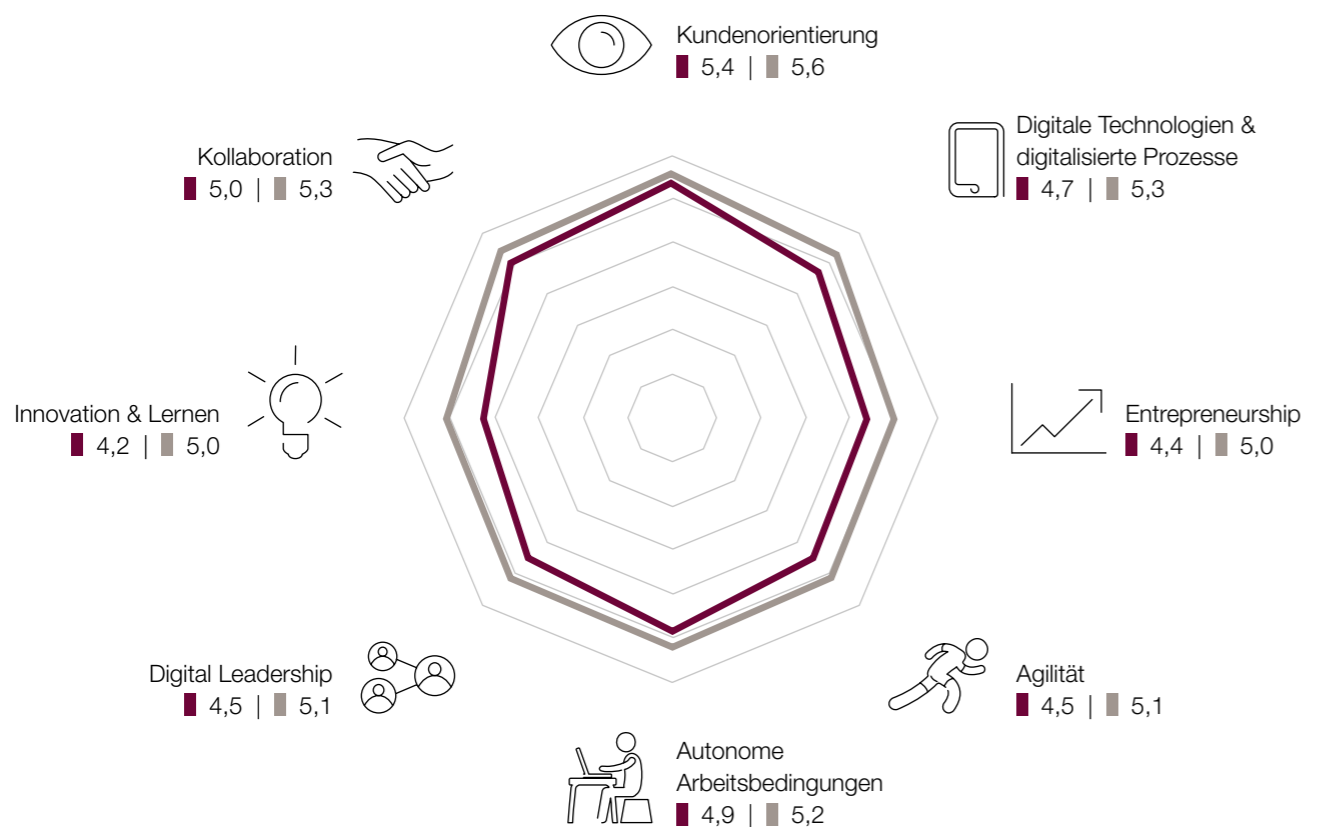 Kundenorientierung
5,4 | 5,6
Digitale Technologien &
digitalisierte Prozesse
4,7 | 5,3
Kollaboration
5,0 | 5,3
Innovation & Lernen
4,2 | 5,0
Entrepreneurship
4,4 | 5,0
Digital Leadership
4,5 | 5,1
Agilität
4,5 | 5,1
Autonome
Arbeitsbedingungen
4,9 | 5,2